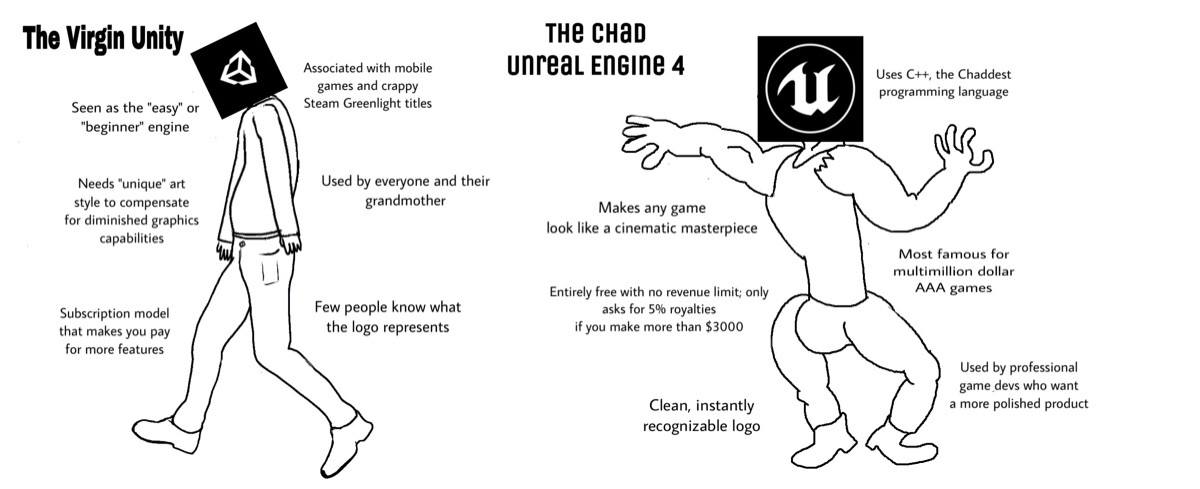 The Virgin Unity
Associated with mobile
games and crappy
Steam Greenlight titles
Seen as the "easy" or
"beginner" engine
Needs "unique" art
style to compensate
for diminished graphics
capabilities
Used by everyone and their
grandmother
Subscription model
that makes you pay
for more features
Few people know what
the logo represents
The Chad
Unreal Engine 4
Uses C++, the Chaddest
programming language
Makes any game
look like a cinematic masterpiece
Most famous for
multimillion dollar
AAA games
Entirely free with no revenue limit; only
asks for 5% royalties
if you make more than $3000
Used by professional
game devs who want
a more polished product
Clean, instantly
recognizable logo